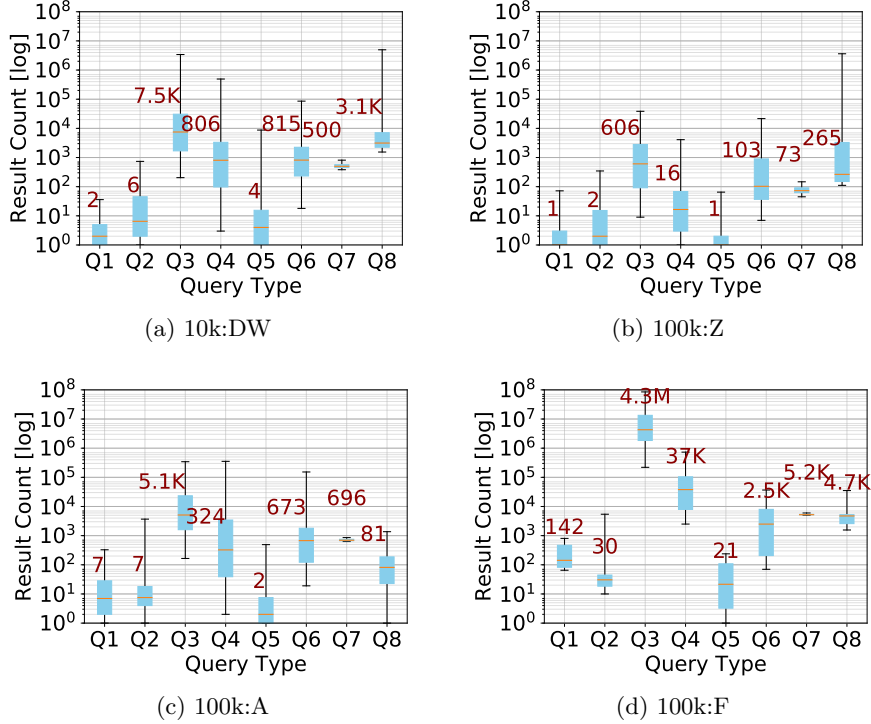 10^8
10^7
10^6
10^5
10^4
10^3
10^2
10^1
10^0
Result Count [log]
2
6
7.5K
806
4
815
500
3.1K
Q1 Q2 Q3 Q4 Q5 Q6 Q7 Q8
Query Type
(a) 10k:DW
10^8
10^7
10^6
10^5
10^4
10^3
10^2
10^1
10^0
Result Count [log]
1
2
606
16
1
103
73
265
Q1 Q2 Q3 Q4 Q5 Q6 Q7 Q8
Query Type
(b) 100k:Z
10^8
10^7
10^6
10^5
10^4
10^3
10^2
10^1
10^0
Result Count [log]
7
7
5.1K
324
2
673
696
81
Q1 Q2 Q3 Q4 Q5 Q6 Q7 Q8
Query Type
(c) 100k:A
10^8
10^7
10^6
10^5
10^4
10^3
10^2
10^1
10^0
Result Count [log]
142
30
4.3M
37K
21
2.5K
5.2K
4.7K
Q1 Q2 Q3 Q4 Q5 Q6 Q7 Q8
Query Type
(d) 100k:F